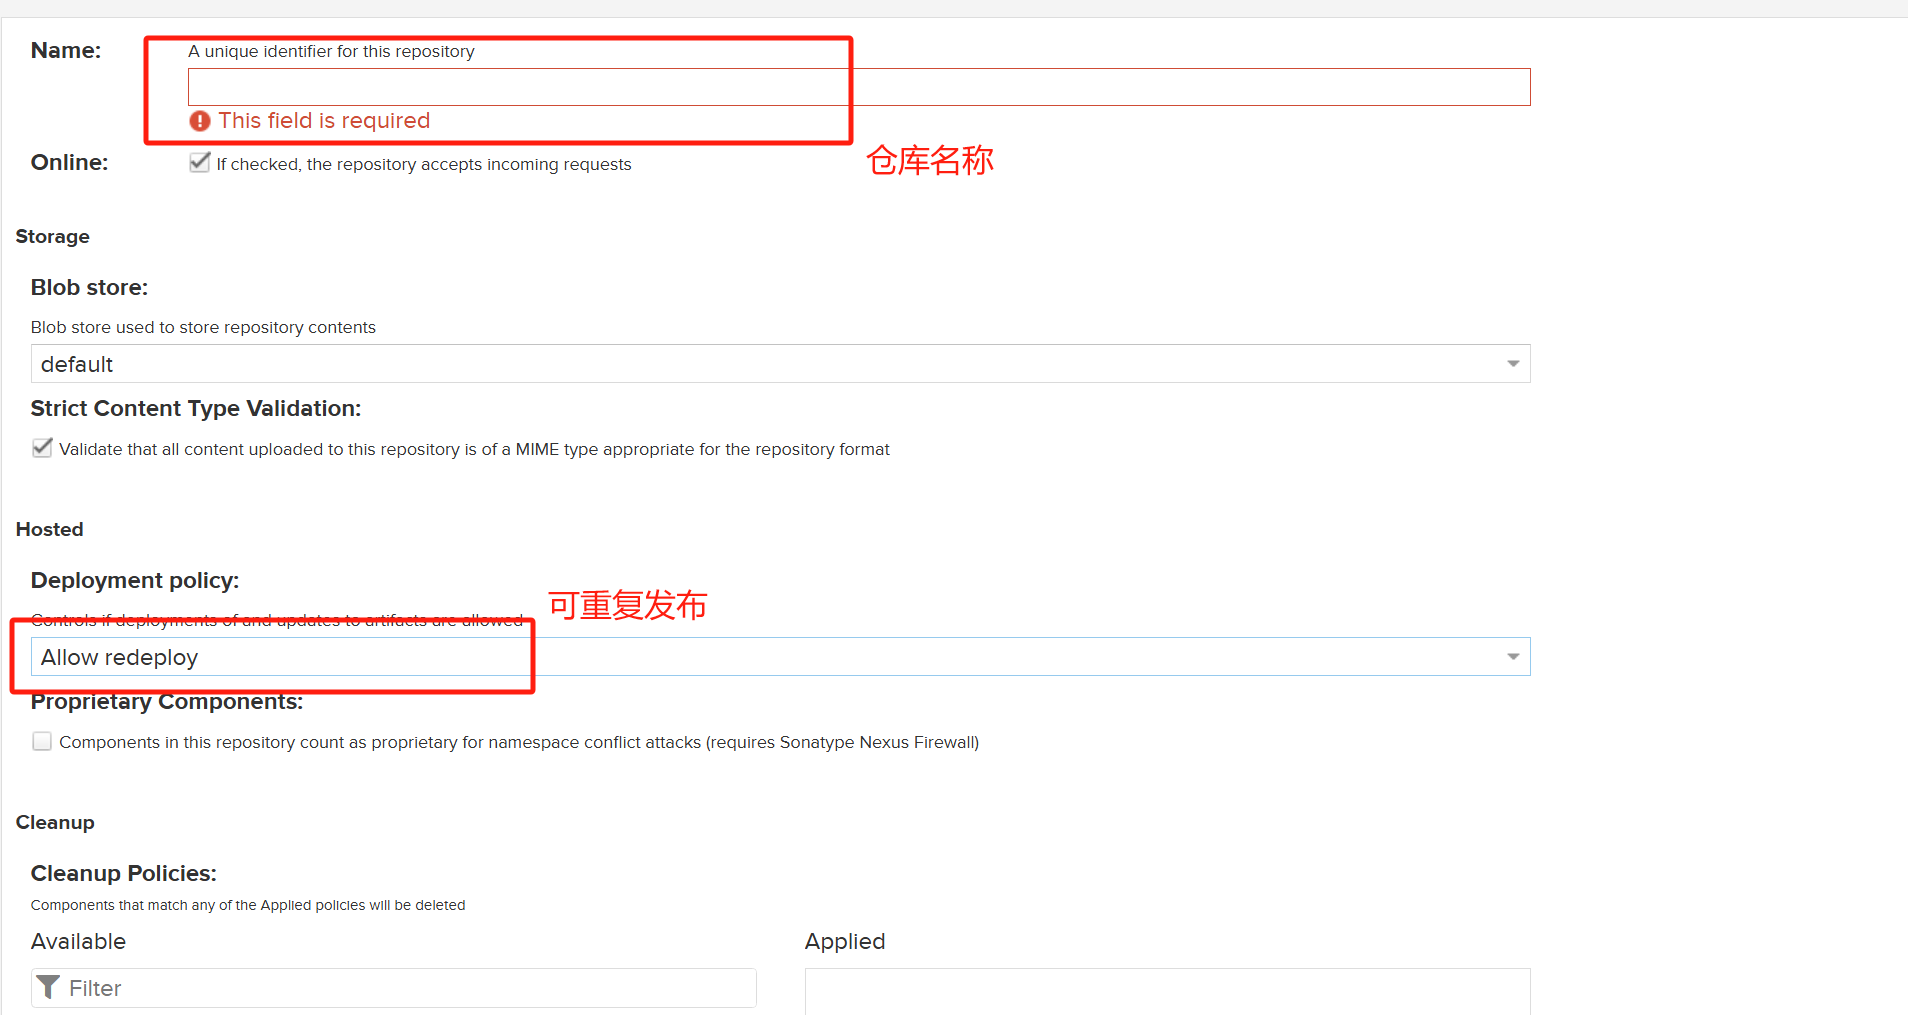 Name:
A unique identifier for this repository
This field is required
仓库名称
Online:
If checked, the repository accepts incoming requests
Storage
Blob store:
Blob store used to store repository contents
default
Strict Content Type Validation:
Validate that all content uploaded to this repository is of a MIME type appropriate for the repository format
Hosted
Deployment policy:
可重复发布
Controls if deployments of and updates to artifacts are allowed
Allow redeploy
Proprietary Components:
Components in this repository count as proprietary for namespace conflict attacks (requires Sonatype Nexus Firewall)
Cleanup
Cleanup Policies:
Components that match any of the Applied policies will be deleted
Available
Applied
Filter